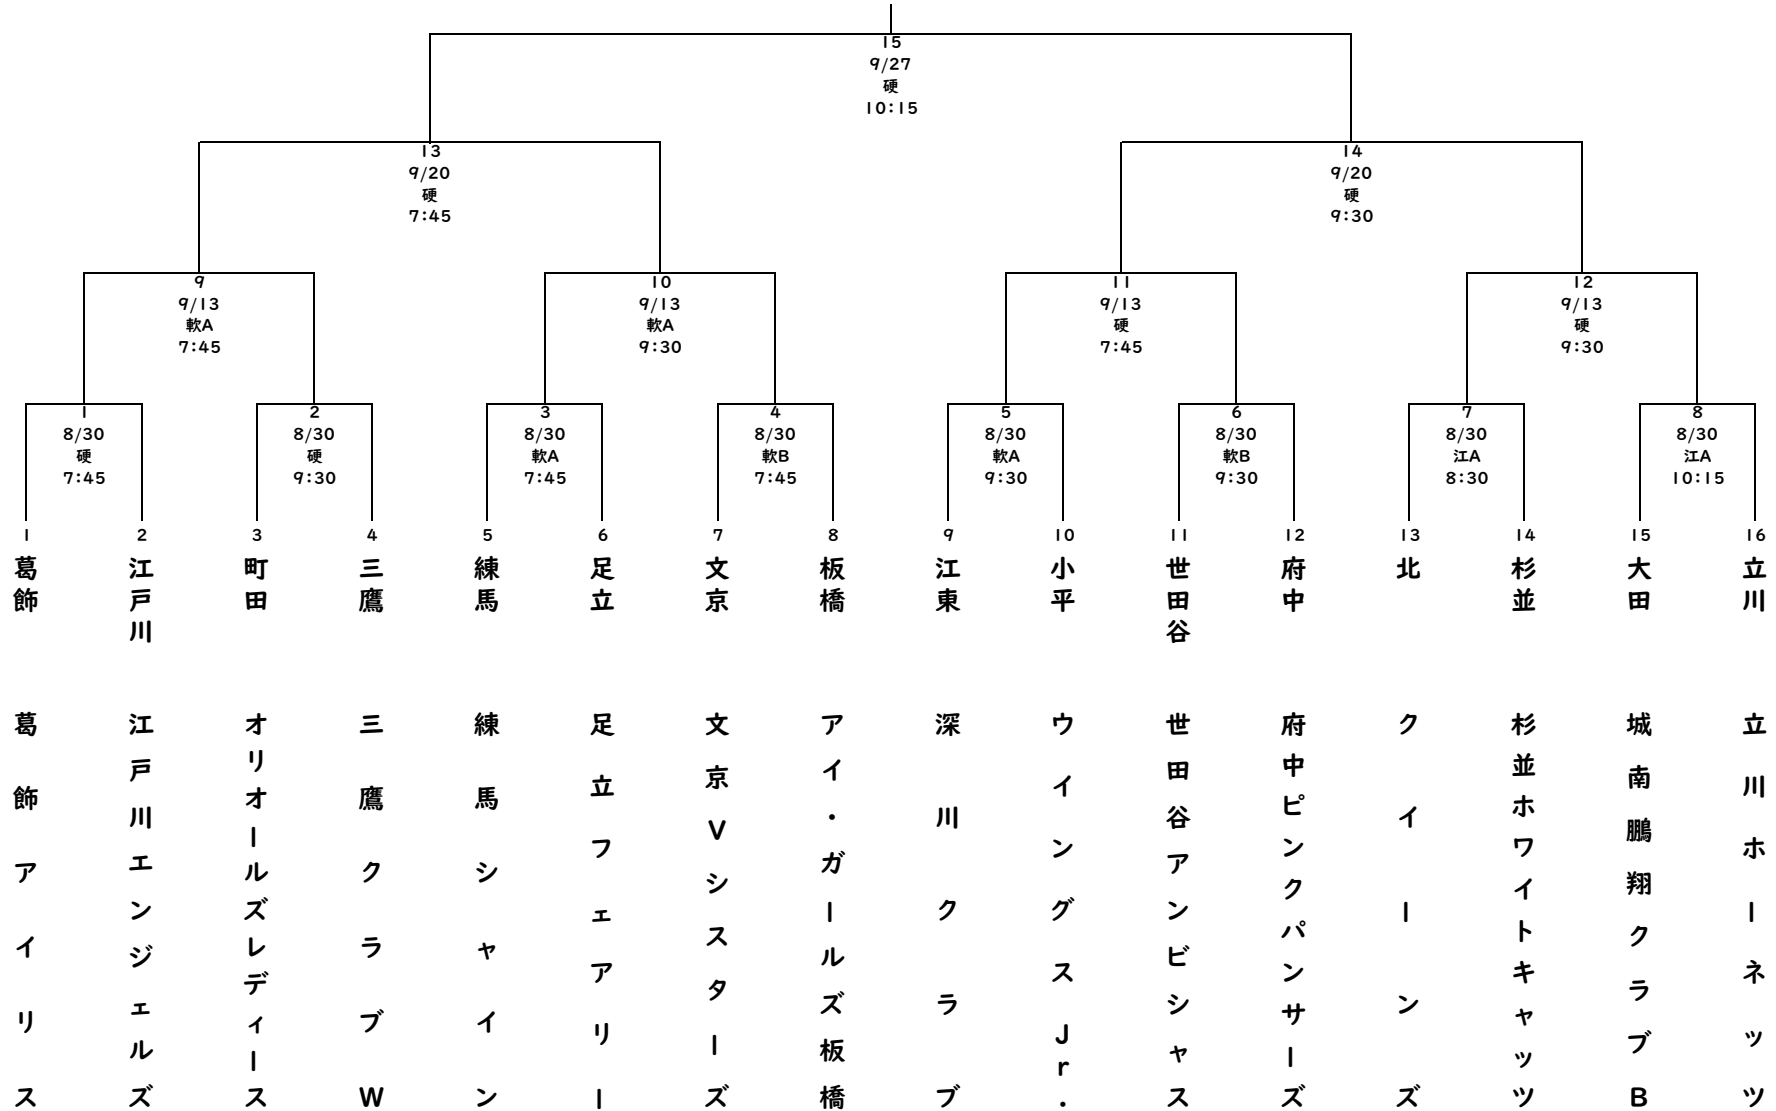 15
9/27
硬
10:15
13
9/20
硬
7:45
14
9/20
硬
9:30
9
9/13
軟A
7:45
10
9/13
軟A
9:30
11
9/13
硬
7:45
12
9/13
硬
9:30
1
8/30
硬
7:45
2
8/30
硬
9:30
3
8/30
軟A
7:45
4
8/30
軟B
7:45
5
8/30
軟A
9:30
6
8/30
軟B
9:30
7
8/30
江A
8:30
8
8/30
江A
10:15
1
葛飾
葛飾アイリス
2
江戸川
江戸川エンジェルズ
3
町田
オリオールズレディース
4
三鷹
三鷹クラブW
5
練馬
練馬シャイン
6
足立
足立フェアリー
7
文京
文京Vシスターズ
8
板橋
アイ・ガールズ板橋
9
江東
深川クラブ
10
小平
ウイングスJr.
11
世田谷
世田谷アンビシャス
12
府中
府中ピンクパンサーズ
13
北
クイーンズ
14
杉並
杉並ホワイトキャッツ
15
大田
城南鵬翔クラブB
16
立川
立川ホーネッツ